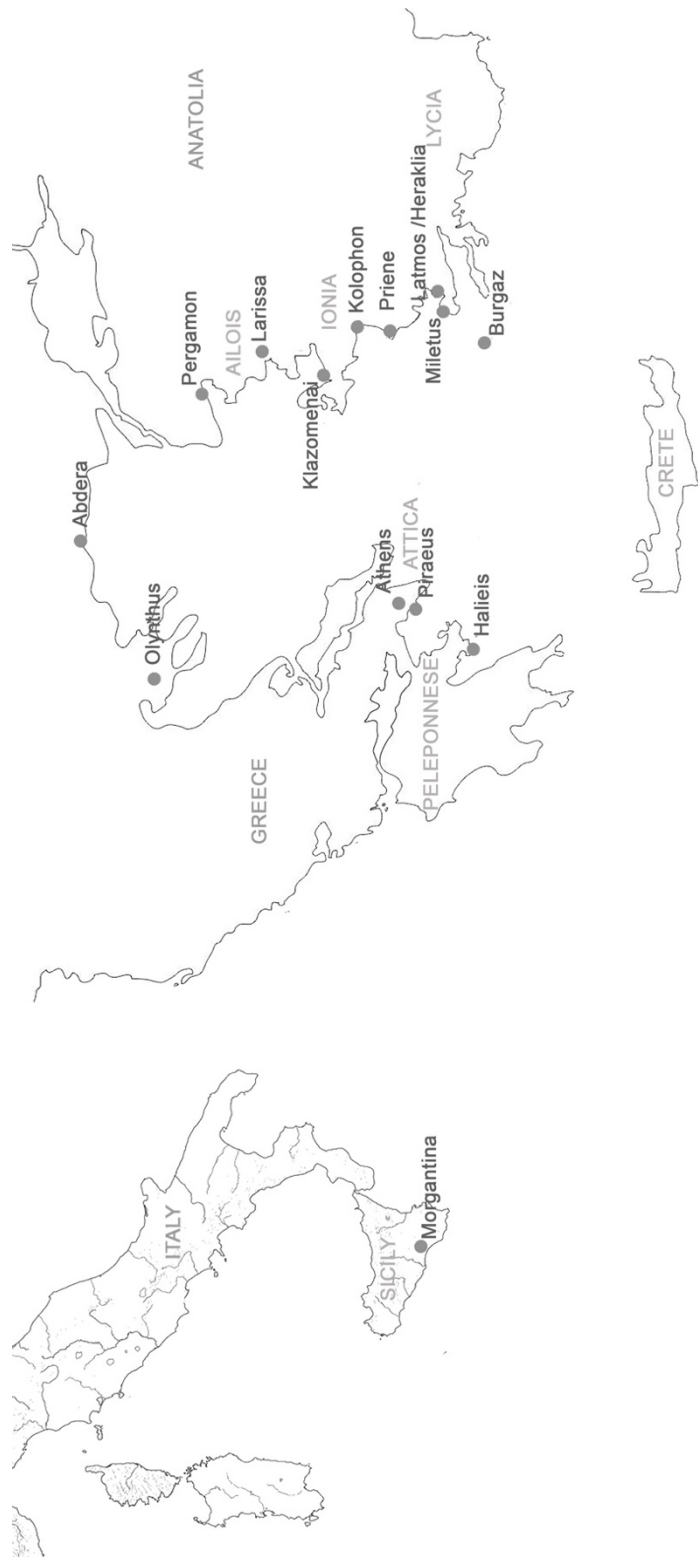 ITALY
SICILY
Morgantina
GREECE
Olynthus
Abdera
PELEPONNESE
Halieis
Athens
Piraeus
ATTICA
CRETE
Pergamon
AILOIS
Larissa
ANATOLIA
Klazomenai
IONIA
Kolophon
Priene
Miletus
Latmos /Heraklia
Burgaz
LYCIA